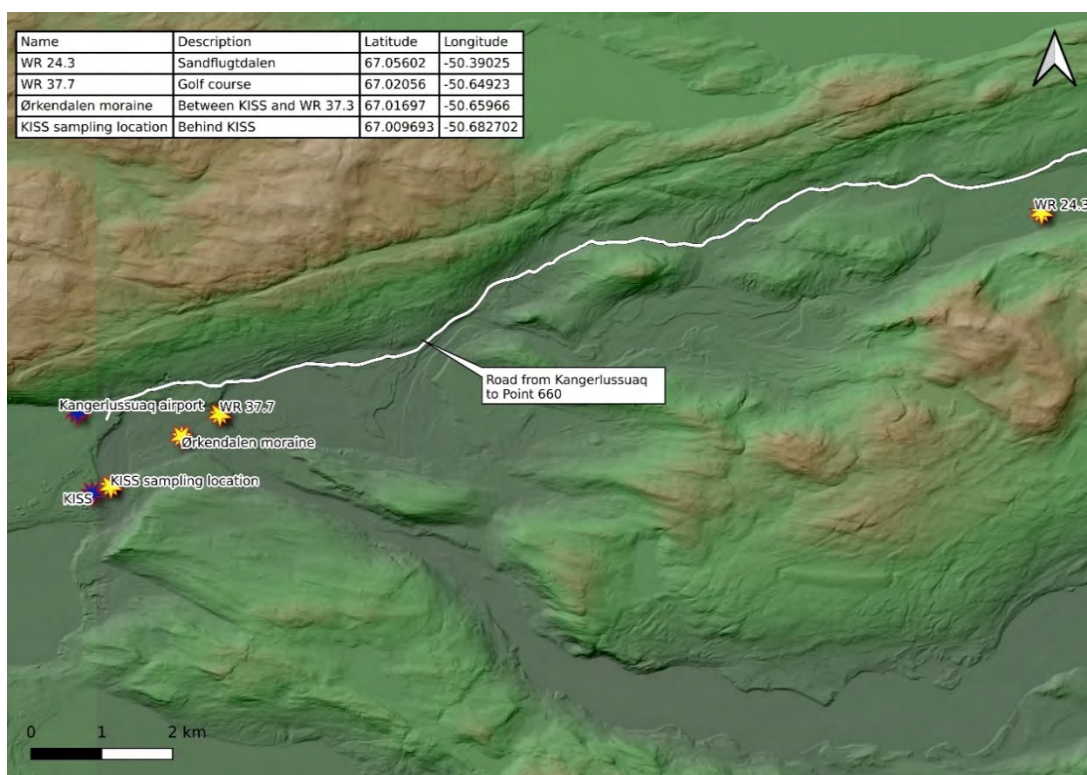 Name Description Latitude Longitude
WR 24.3 Sandflugtdalen 67.05602 -50.39025
WR 37.7 Golf course 67.02056 -50.64923
Ørkendalen moraine Between KISS and WR 37.3 67.01697 -50.65966
KISS sampling location Behind KISS 67.009693 -50.682702
WR 24.3
Road from Kangerlussuaq
to Point 660
Kangerlussuaq airport
WR 37.7
Ørkendalen moraine
KISS sampling location
KISS
0 1 2 km